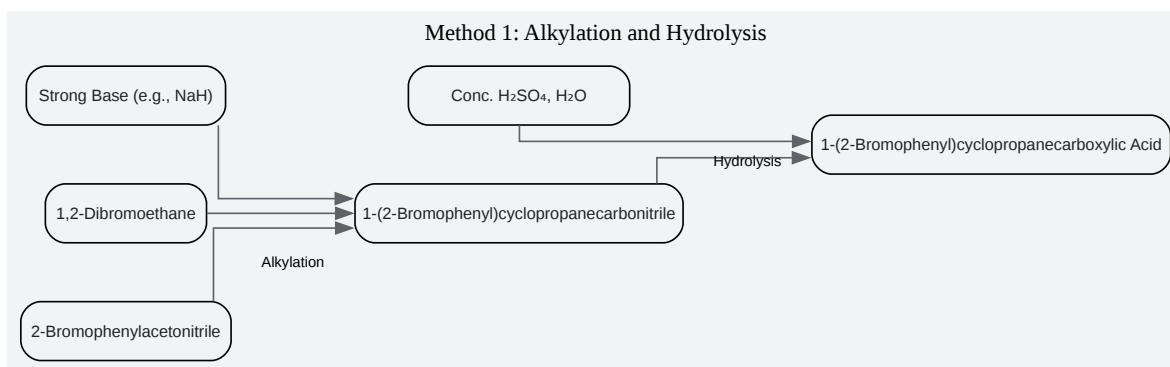 Method 1: Alkylation and Hydrolysis
Strong Base (e.g., NaH)
Conc. H₂SO₄, H₂O
1-(2-Bromophenyl)cyclopropanecarboxylic Acid
Hydrolysis
1,2-Dibromoethane
1-(2-Bromophenyl)cyclopropanecarbonitrile
Alkylation
2-Bromophenylacetonitrile